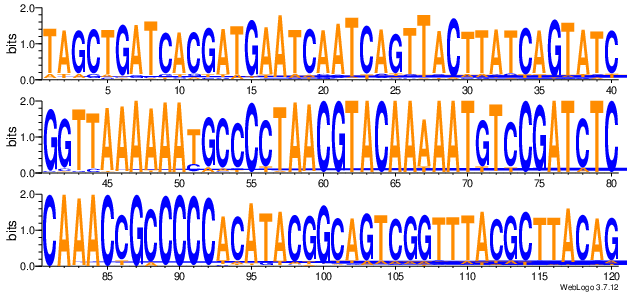 bits 2.0 1.0 0.0 TAGCTGATCACGATGAATCAATCAGTTACTTATCAGTATC
5 10 15 20 25 30 35 40
bits 2.0 1.0 0.0 GGTTAAAAAATGCCCCTAACGTACAAAAATGTCCGATCTC
45 50 55 60 65 70 75 80
bits 2.0 1.0 0.0 CAAACCGCCCCCACATACGGCAGTCGGTTTACGCTTACAG
85 90 95 100 105 110 115 120
WebLogo 3.7.12